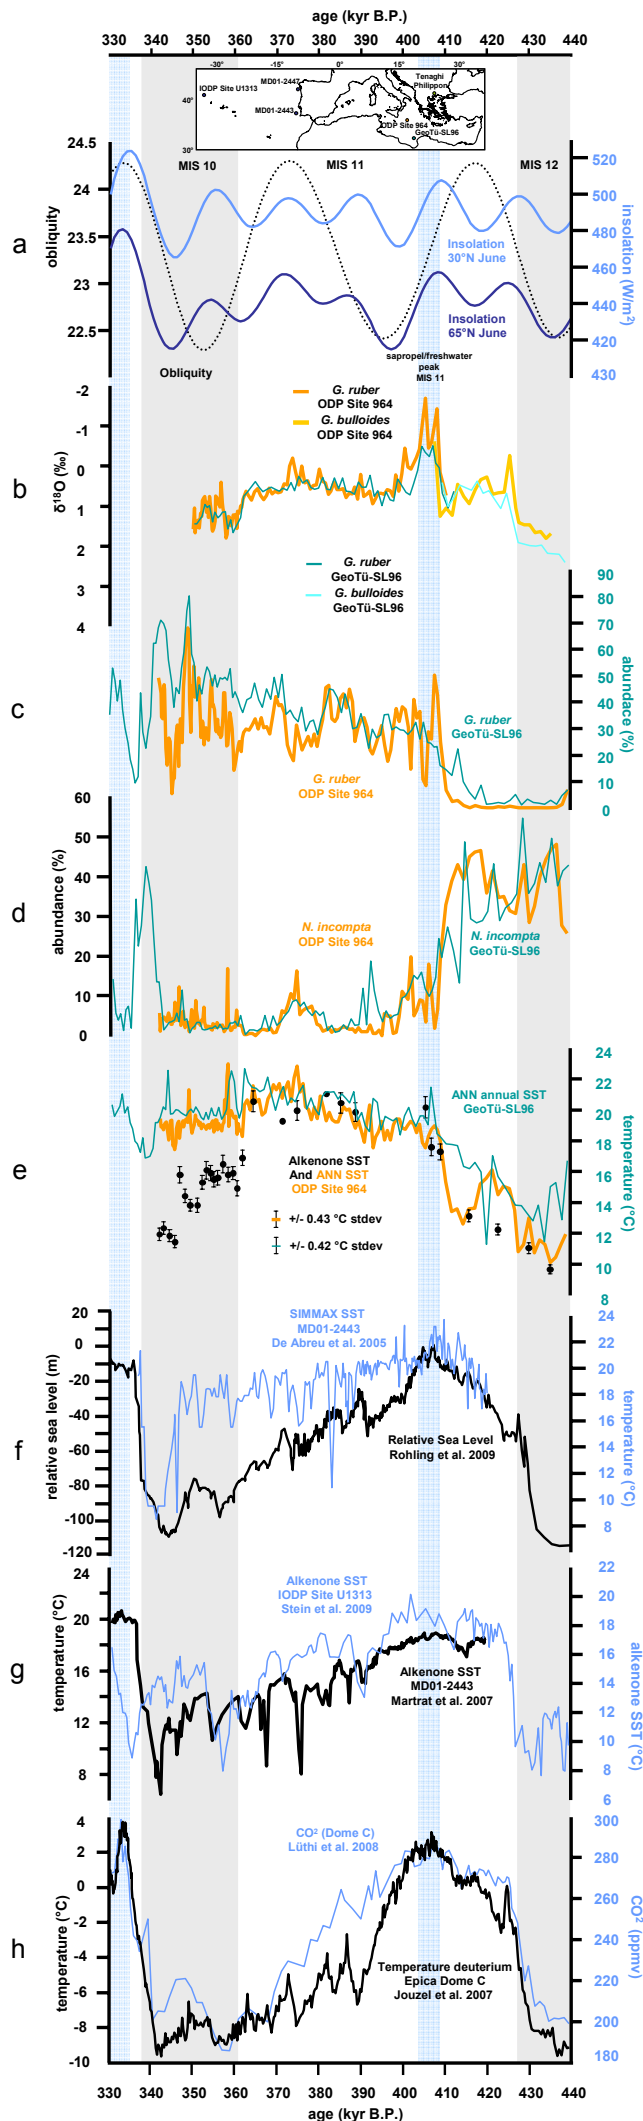 age (kyr B.P.)
330 340 350 360 370 380 390 400 410 420 430 440
-30° -15° 0° 15° 30°
IODP Site U1313
MD01-2447
Tenaghi
Philippon
40°
MD01-2443
ODP Site 964
GeoTü-SL96
30°
a
24.5
24
23.5
23
22.5
obliquity
MIS 10
MIS 11
MIS 12
520
500
480
460
440
420
430
insolation (W/m²)
Insolation
30°N June
Insolation
65°N June
Obliquity
sapropel/freshwater
peak
MIS 11
b
-2
-1
0
1
2
3
4
δ¹⁸O (‰)
G. ruber
ODP Site 964
G. bulloides
ODP Site 964
G. ruber
GeoTü-SL96
G. bulloides
GeoTü-SL96
c
90
80
70
60
50
40
30
20
10
0
abundace (%)
G. ruber
GeoTü-SL96
G. ruber
ODP Site 964
d
60
50
40
30
20
10
0
abundance (%)
N. incompta
ODP Site 964
N. incompta
GeoTü-SL96
e
24
22
20
18
16
14
12
10
8
temperature (°C)
ANN annual SST
GeoTü-SL96
Alkenone SST
And ANN SST
ODP Site 964
+/- 0.43 °C stdev
+/- 0.42 °C stdev
f
20
0
-20
-40
-60
-80
-100
-120
relative sea level (m)
SIMMAX SST
MD01-2443
De Abreu et al. 2005
24
22
20
18
16
14
12
10
8
temperature (°C)
Relative Sea Level
Rohling et al. 2009
g
24
20
16
12
8
temperature (°C)
Alkenone SST
IODP Site U1313
Stein et al. 2009
22
20
18
16
14
12
10
8
6
alkenone SST (°C)
Alkenone SST
MD01-2443
Martrat et al. 2007
h
4
2
0
-2
-4
-6
-8
-10
temperature (°C)
CO² (Dome C)
Lüthi et al. 2008
300
280
260
240
220
200
180
CO² (ppmv)
Temperature deuterium
Epica Dome C
Jouzel et al. 2007
330 340 350 360 370 380 390 400 410 420 430 440
age (kyr B.P.)